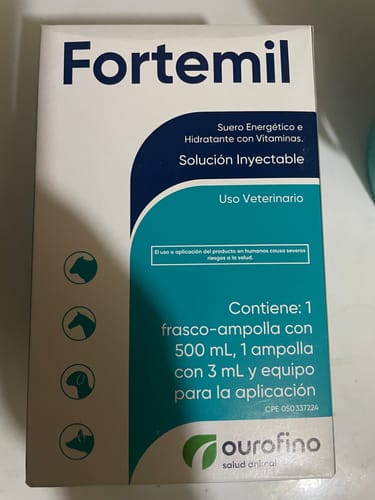 Fortemil
Suero Energético e
Hidratante con Vitaminas.
Solución Inyectable
Uso Veterinario
El uso o aplicación del producto en humanos causa severos
riesgos a la salud.
Contiene: 1
frasco-ampolla con
500 mL, 1 ampolla
con 3 mL y equipo
para la aplicación
CPE 050337224
ourofino
salud animal